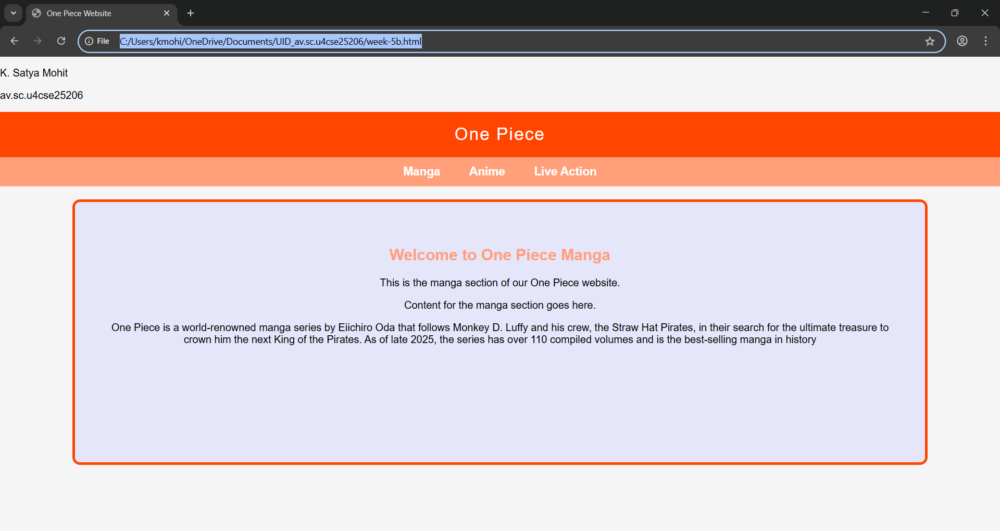 One Piece Website
File C:/Users/kmohi/OneDrive/Documents/UID_av.sc.u4cse25206/week-5b.html
K. Satya Mohit
av.sc.u4cse25206
One Piece
Manga Anime Live Action
Welcome to One Piece Manga
This is the manga section of our One Piece website.
Content for the manga section goes here.
One Piece is a world-renowned manga series by Eiichiro Oda that follows Monkey D. Luffy and his crew, the Straw Hat Pirates, in their search for the ultimate treasure to
crown him the next King of the Pirates. As of late 2025, the series has over 110 compiled volumes and is the best-selling manga in history